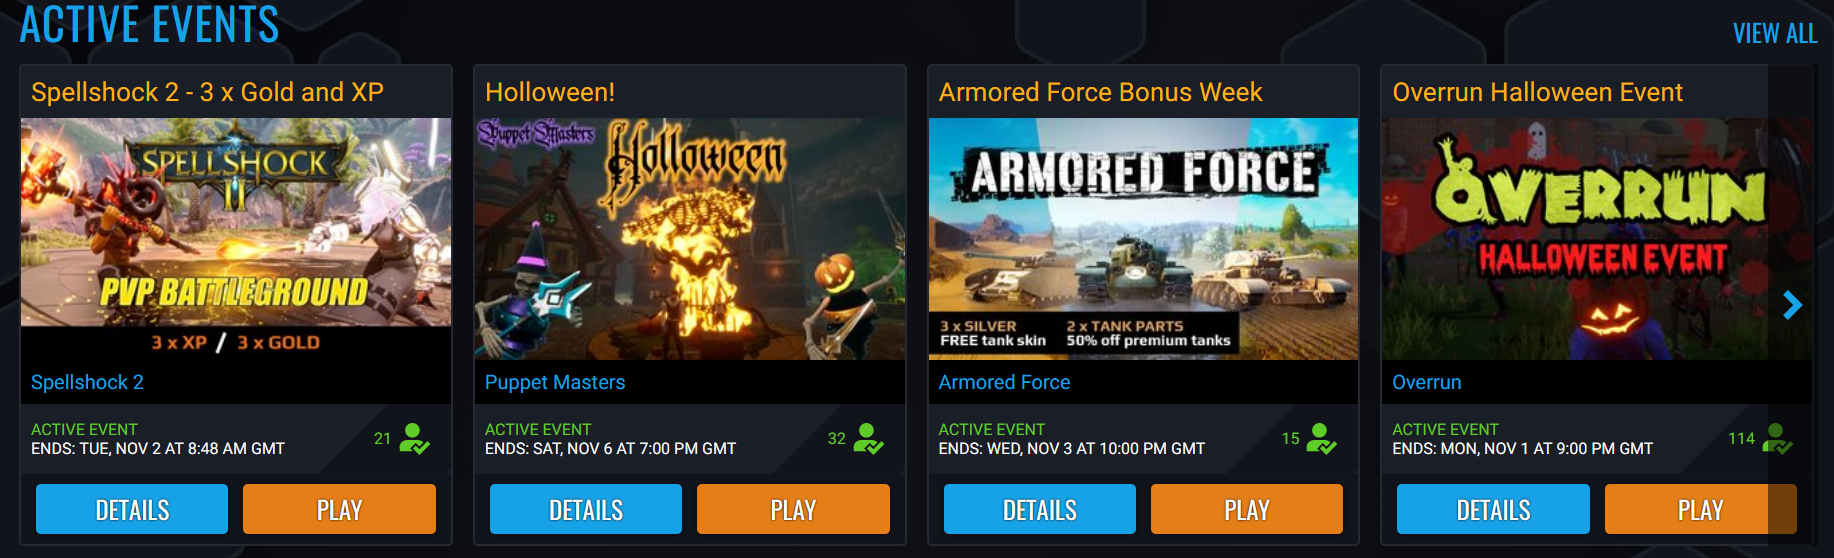 ACTIVE EVENTS
VIEW ALL
Spellshock 2 - 3 x Gold and XP
SPELLSHOCK
II
PVP BATTLEGROUND
3 x XP / 3 x GOLD
Spellshock 2
ACTIVE EVENT
ENDS: TUE, NOV 2 AT 8:48 AM GMT
21
DETAILS
PLAY
Holloween!
Puppet Masters
Holloween
Puppet Masters
ACTIVE EVENT
ENDS: SAT, NOV 6 AT 7:00 PM GMT
32
DETAILS
PLAY
Armored Force Bonus Week
ARMORED FORCE
3 x SILVER
FREE tank skin
2 x TANK PARTS
50% off premium tanks
Armored Force
ACTIVE EVENT
ENDS: WED, NOV 3 AT 10:00 PM GMT
15
DETAILS
PLAY
Overrun Halloween Event
OVERRUN
HALLOWEEN EVENT
Overrun
ACTIVE EVENT
ENDS: MON, NOV 1 AT 9:00 PM GMT
114
DETAILS
PLAY